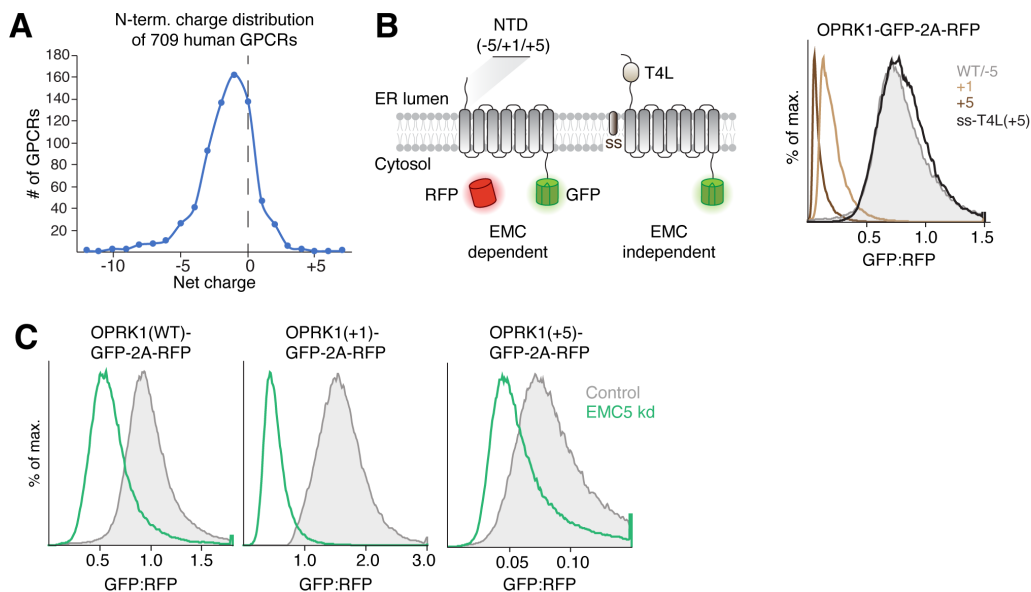 A
N-term. charge distribution
of 709 human GPCRs
# of GPCRs
180
160
140
120
100
80
60
40
20
-10
-5
0
+5
Net charge
B
NTD
(-5/+1/+5)
T4L
ER lumen
ss
Cytosol
RFP
GFP
EMC
dependent
EMC
independent
OPRK1-GFP-2A-RFP
% of max.
WT/-5
+1
+5
ss-T4L(+5)
0.5
1.0
1.5
GFP:RFP
C
OPRK1(WT)-
GFP-2A-RFP
% of max.
0.5
1.0
1.5
GFP:RFP
OPRK1(+1)-
GFP-2A-RFP
1.0
2.0
3.0
GFP:RFP
OPRK1(+5)-
GFP-2A-RFP
Control
EMC5 kd
0.05
0.10
GFP:RFP